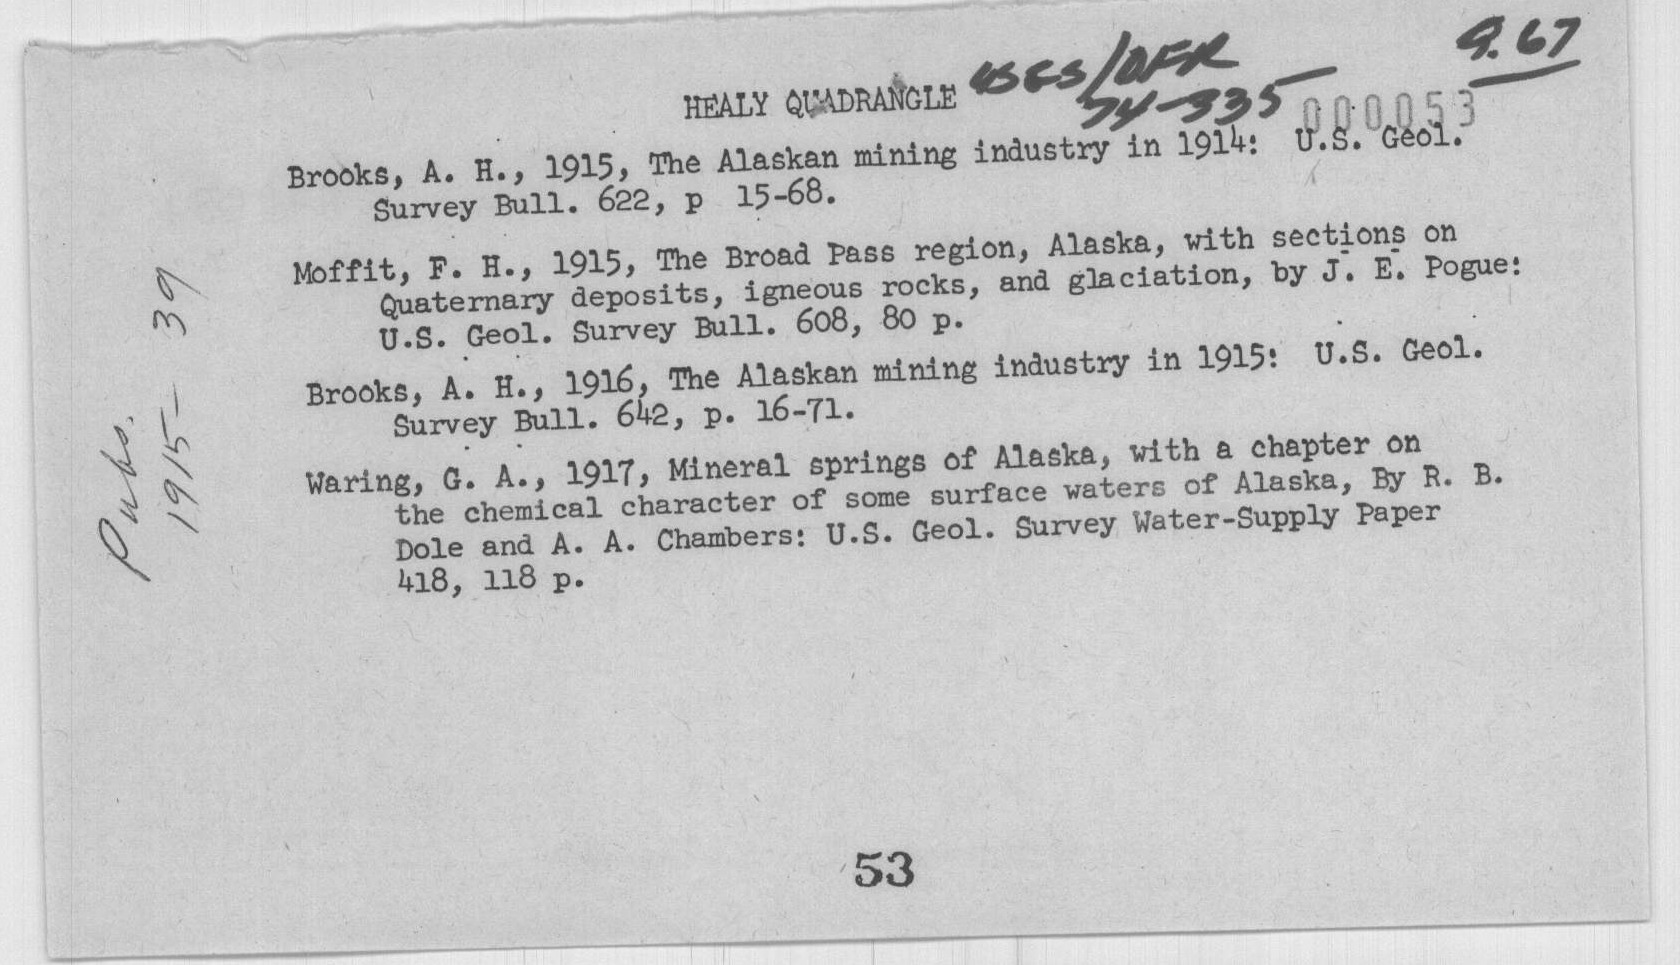 9.67
HEALY QUADRANGLE USGS/OFR
74-335
000053
Brooks, A. H., 1915, The Alaskan mining industry in 1914: U.S. Geol.
Survey Bull. 622, p 15-68.
Moffit, F. H., 1915, The Broad Pass region, Alaska, with sections on
Quaternary deposits, igneous rocks, and glaciation, by J. E. Pogue:
U.S. Geol. Survey Bull. 608, 80 p.
Brooks, A. H., 1916, The Alaskan mining industry in 1915: U.S. Geol.
Survey Bull. 642, p. 16-71.
Waring, G. A., 1917, Mineral springs of Alaska, with a chapter on
the chemical character of some surface waters of Alaska, By R. B.
Dole and A. A. Chambers: U.S. Geol. Survey Water-Supply Paper
418, 118 p.
Pubs.
1915-39
53